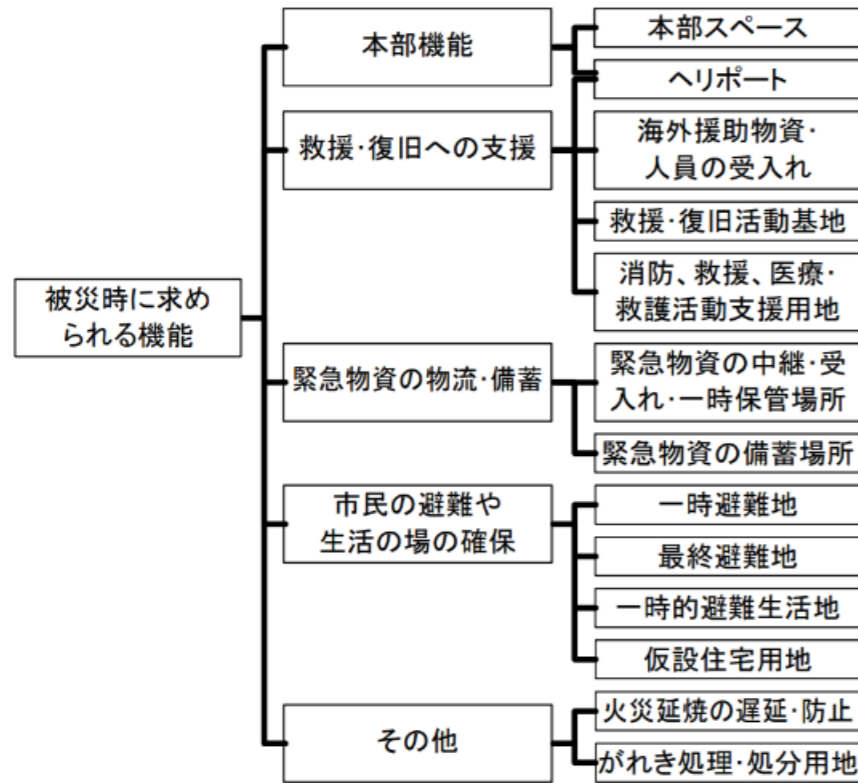 被災時に求め
られる機能
本部機能
本部スペース
ヘリポート
救援･復旧への支援
海外援助物資･
人員の受入れ
救援･復旧活動基地
消防、救援、医療･
救護活動支援用地
緊急物資の物流･備蓄
緊急物資の中継･受
入れ･一時保管場所
緊急物資の備蓄場所
市民の避難や
生活の場の確保
一時避難地
最終避難地
一時的避難生活地
仮設住宅用地
その他
火災延焼の遅延･防止
がれき処理･処分用地